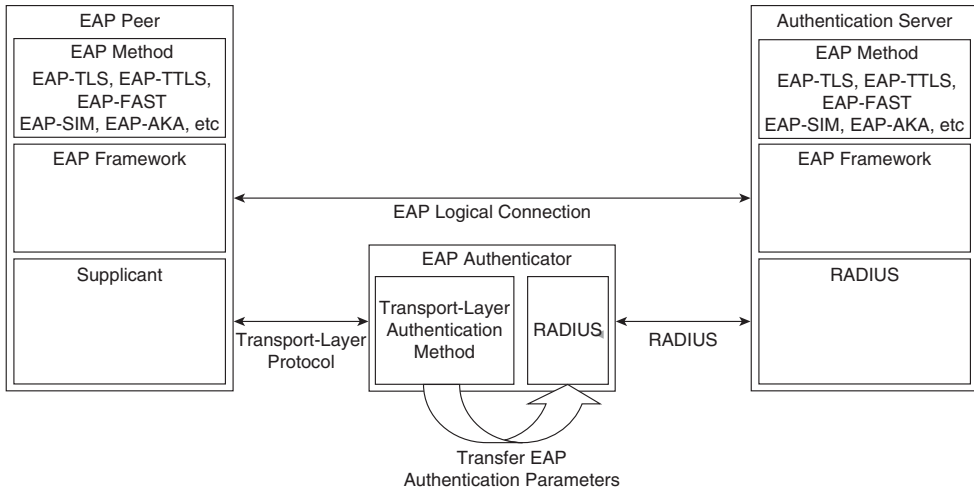 EAP Peer
EAP Method
EAP-TLS, EAP-TTLS,
EAP-FAST
EAP-SIM, EAP-AKA, etc
EAP Framework
Supplicant
Authentication Server
EAP Method
EAP-TLS, EAP-TTLS,
EAP-FAST
EAP-SIM, EAP-AKA, etc
EAP Framework
RADIUS
EAP Logical Connection
EAP Authenticator
Transport-Layer
Authentication
Method
RADIUS
Transport-Layer
Protocol
RADIUS
Transfer EAP
Authentication Parameters